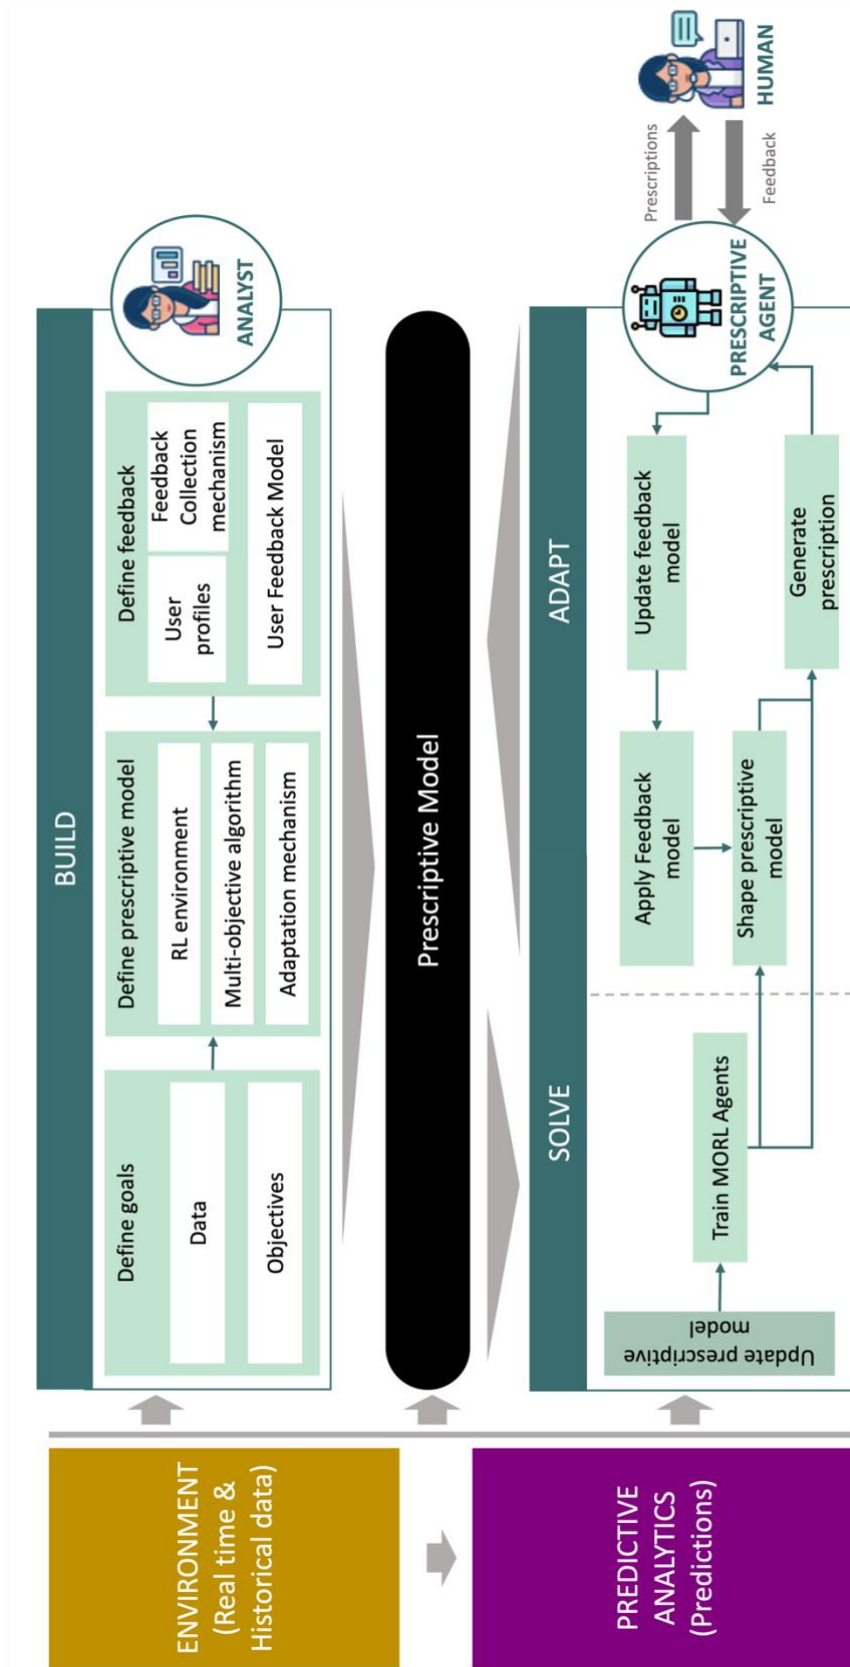 ENVIRONMENT
(Real time &
Historical data)
PREDICTIVE
ANALYTICS
(Predictions)
BUILD
Define goals
Data
Objectives
Define prescriptive model
RL environment
Multi-objective algorithm
Adaptation mechanism
Define feedback
User
profiles
Feedback
Collection
mechanism
User Feedback Model
ANALYST
Prescriptive Model
SOLVE
ADAPT
Update prescriptive
model
Train MORL Agents
Apply Feedback
model
Shape prescriptive
model
Update feedback
model
Generate
prescription
PRESCRIPTIVE
AGENT
Prescriptions
Feedback
HUMAN